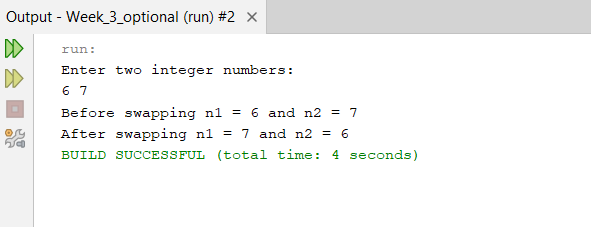 Output - Week_3_optional (run) #2
run:
Enter two integer numbers:
6 7
Before swapping n1 = 6 and n2 = 7
After swapping n1 = 7 and n2 = 6
BUILD SUCCESSFUL (total time: 4 seconds)